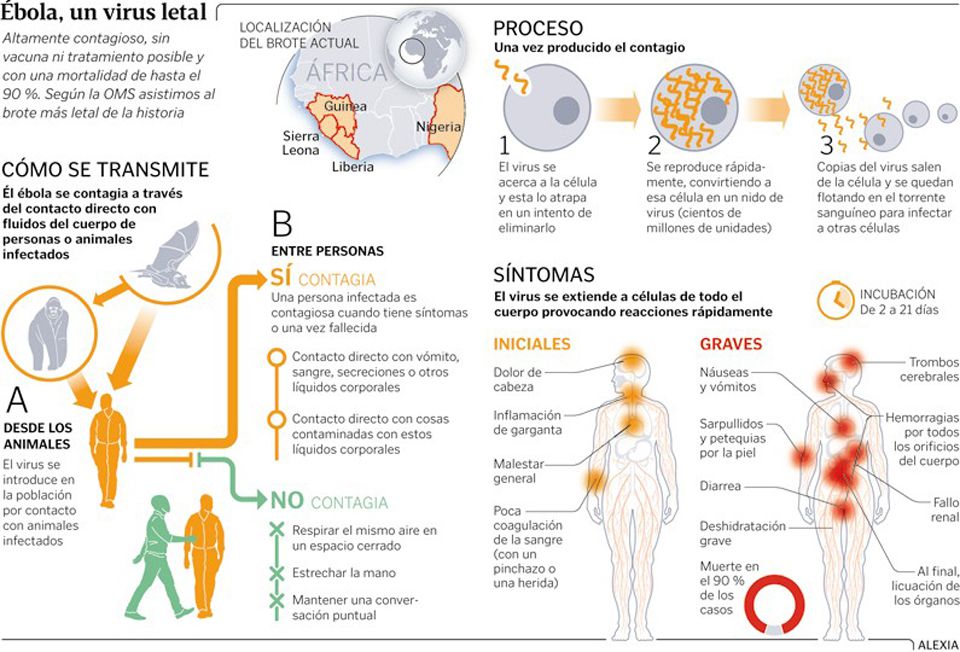 Ébola, un virus letal
Altamente contagioso, sin
vacuna ni tratamiento posible y
con una mortalidad de hasta el
90 %. Según la OMS asistimos al
brote más letal de la historia
LOCALIZACIÓN
DEL BROTE ACTUAL
ÁFRICA
Guinea
Sierra
Leona
Liberia
Nigeria
CÓMO SE TRANSMITE
Él ébola se contagia a través
del contacto directo con
fluidos del cuerpo de
personas o animales
infectados
A
DESDE LOS
ANIMALES
El virus se
introduce en
la población
por contacto
con animales
infectados
B
ENTRE PERSONAS
SÍ CONTAGIA
Una persona infectada es
contagiosa cuando tiene síntomas
o una vez fallecida
Contacto directo con vómito,
sangre, secreciones o otros
líquidos corporales
Contacto directo con cosas
contaminadas con estos
líquidos corporales
NO CONTAGIA
Respirar el mismo aire en
un espacio cerrado
Estrechar la mano
Mantener una conver-
sación puntual
PROCESO
Una vez producido el contagio
1
El virus se
acerca a la célula
y esta lo atrapa
en un intento de
eliminarlo
2
Se reproduce rápida-
mente, convirtiendo a
esa célula en un nido de
virus (cientos de
millones de unidades)
3
Copias del virus salen
de la célula y se quedan
flotando en el torrente
sanguíneo para infectar
a otras células
SÍNTOMAS
El virus se extiende a células de todo el
cuerpo provocando reacciones rápidamente
INCUBACIÓN
De 2 a 21 días
INICIALES
Dolor de
cabeza
Inflamación
de garganta
Malestar
general
Poca
coagulación
de la sangre
(con un
pinchazo o
una herida)
GRAVES
Náuseas
y vómitos
Sarpullidos
y petequias
por la piel
Diarrea
Deshidratación
grave
Muerte en
el 90 %
de los
casos
Trombos
cerebrales
Hemorragias
por todos
los orificios
del cuerpo
Fallo
renal
Al final,
licuación de
los órganos
ALEXIA